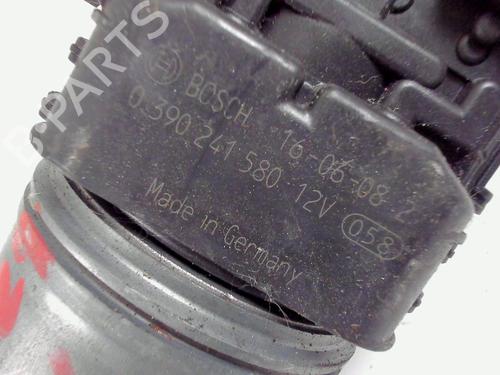 B-PARTS
BOSCH 16-06-08 2
0 390 241 580 12V 058
Made in Germany